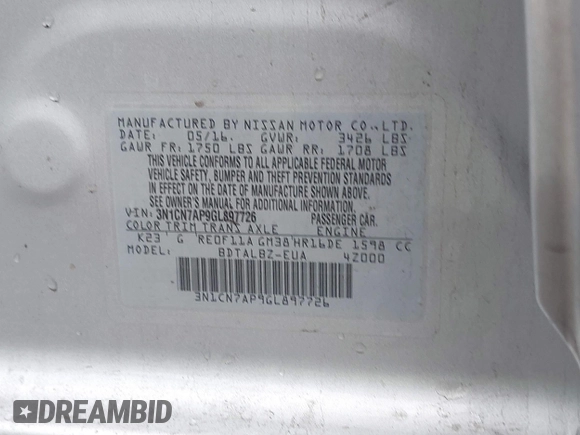 MANUFACTURED BY NISSAN MOTOR CO.,LTD.
DATE: 05/16. GVWR: 3426 LBS
GAWR FR: 1750 LBS GAWR RR: 1708 LBS
THIS VEHICLE CONFORMS TO ALL APPLICABLE FEDERAL MOTOR
VEHICLE SAFETY, BUMPER AND THEFT PREVENTION STANDARDS
IN EFFECT ON THE DATE OF MANUFACTURE SHOWN ABOVE.
SEE OWNER'S MANUAL FOR ADDITIONAL INFORMATION.
VIN: 3N1CN7AP9GL897726 PASSENGER CAR.
COLOR TRIM TRANS AXLE ENGINE
K23 G RE0F11A GM38 HR16DE 1598 CC
MODEL: BDTALBZ-EUA 4Z000
3N1CN7AP9GL897726
DREAMBID